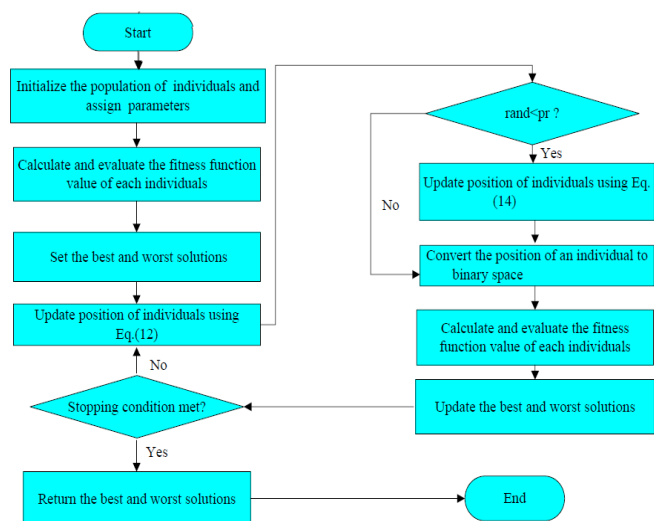 Start
Initialize the population of individuals and
assign parameters
Calculate and evaluate the fitness function
value of each individuals
Set the best and worst solutions
Update position of individuals using
Eq.(12)
No
Stopping condition met?
Yes
Return the best and worst solutions
rand<pr ?
Yes
No
Update position of individuals using Eq.
(14)
Convert the position of an individual to
binary space
Calculate and evaluate the fitness
function value of each individuals
Update the best and worst solutions
End